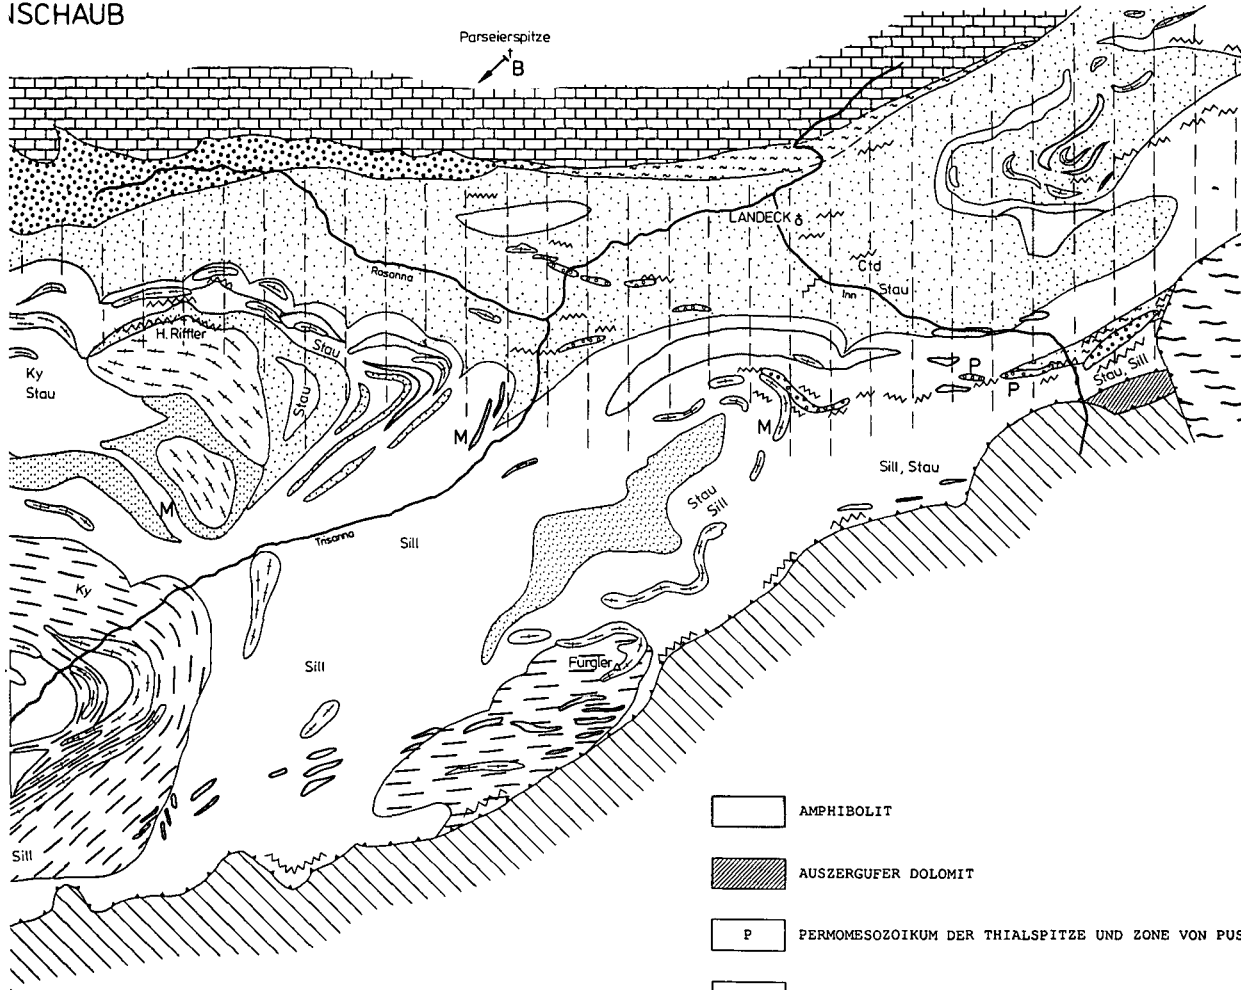 NSCHAUB
Parseierspitze
B
LANDECK
Rosanna
Ctd
Stau
Inn
H. Riffler
Stau
Ky
Stau
Stau
P
P
Stau, Sill
M
M
Sill, Stau
M
Stau
Sill
Trisanna
Sill
Ky
Sill
Furgler
Sill
AMPHIBOLIT
AUSZERGUFER DOLOMIT
P
PERMOMESOZOIKUM DER THIALSPITZE UND ZONE VON PUS